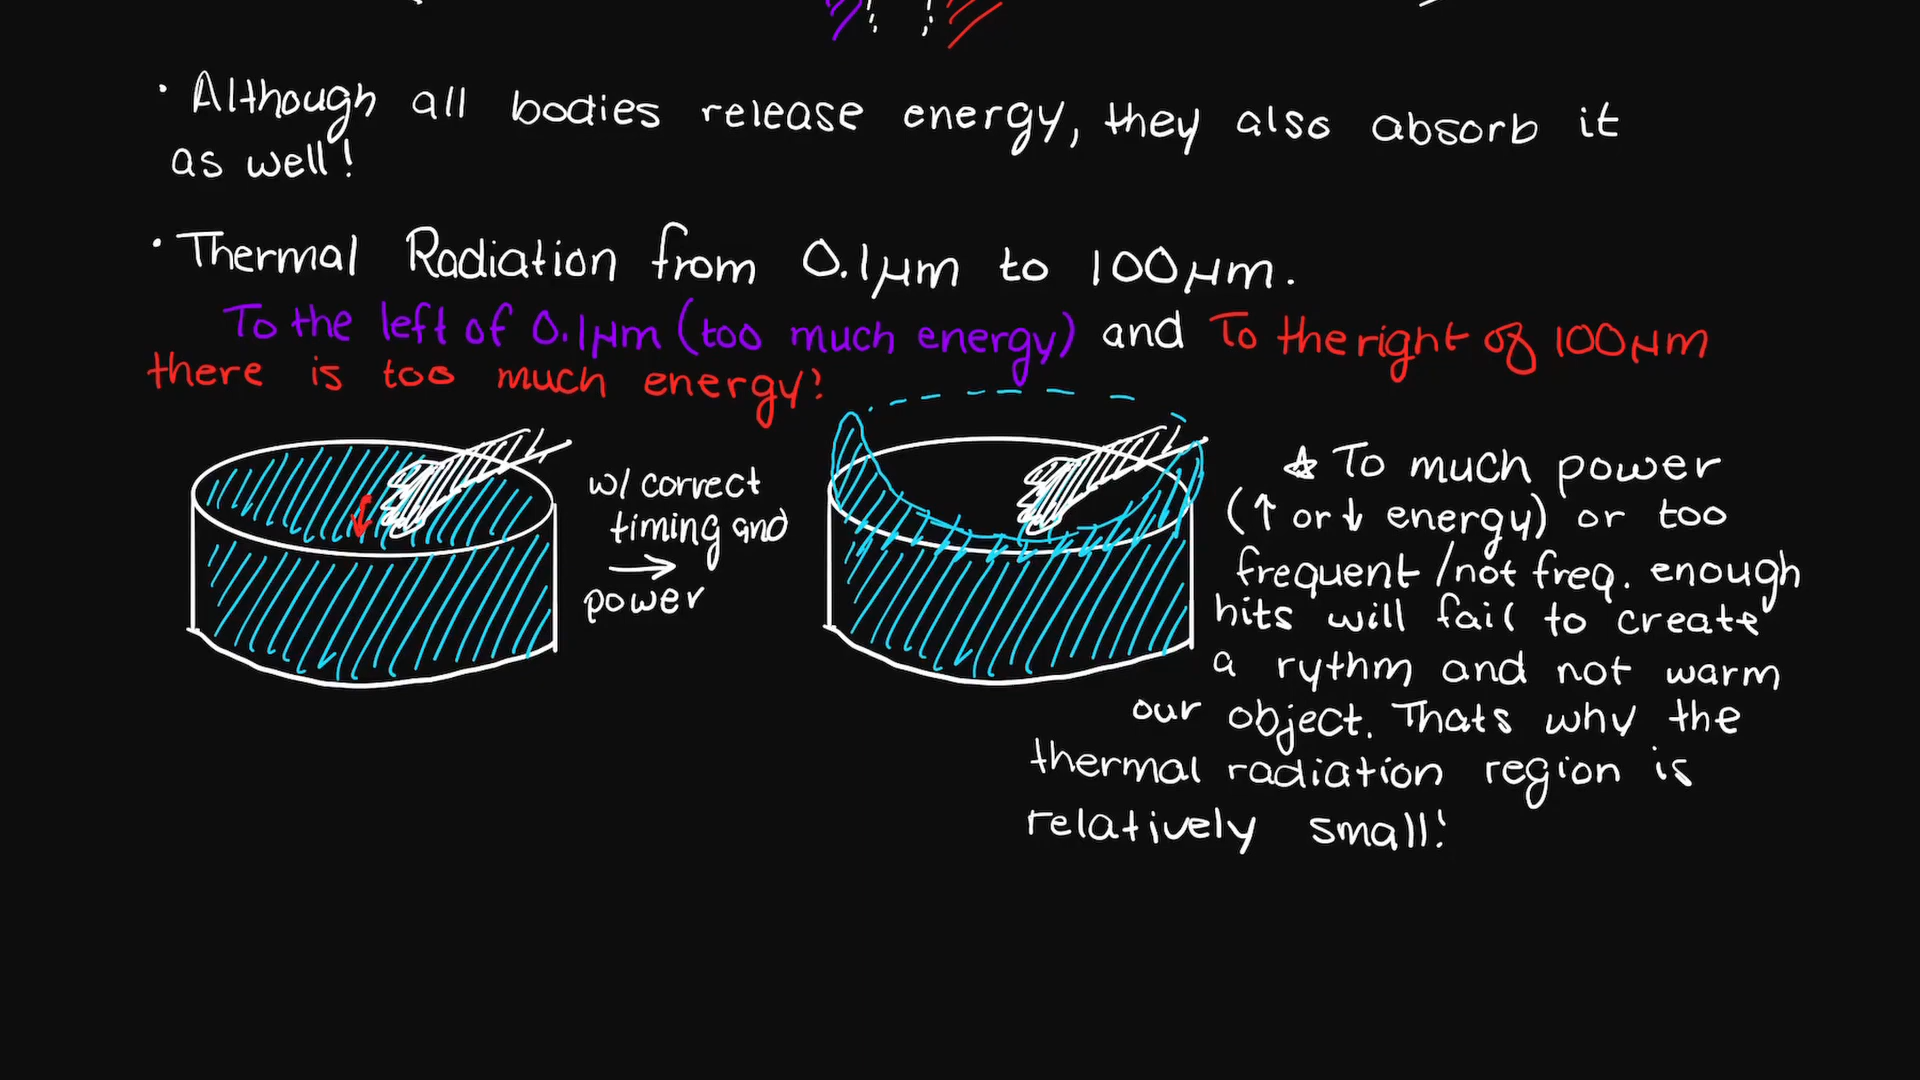 · Although all bodies release energy, they also absorb it
as well!
· Thermal Radiation from 0.1μm to 100μm.
To the left of 0.1μm (too much energy) and To the right of 100μm
there is too much energy!
w/ correct
timing and
→
power
☆ To much power
(↑ or ↓ energy) or too
frequent /not freq. enough
hits will fail to create
a rythm and not warm
our object. Thats why the
thermal radiation region is
relatively small!